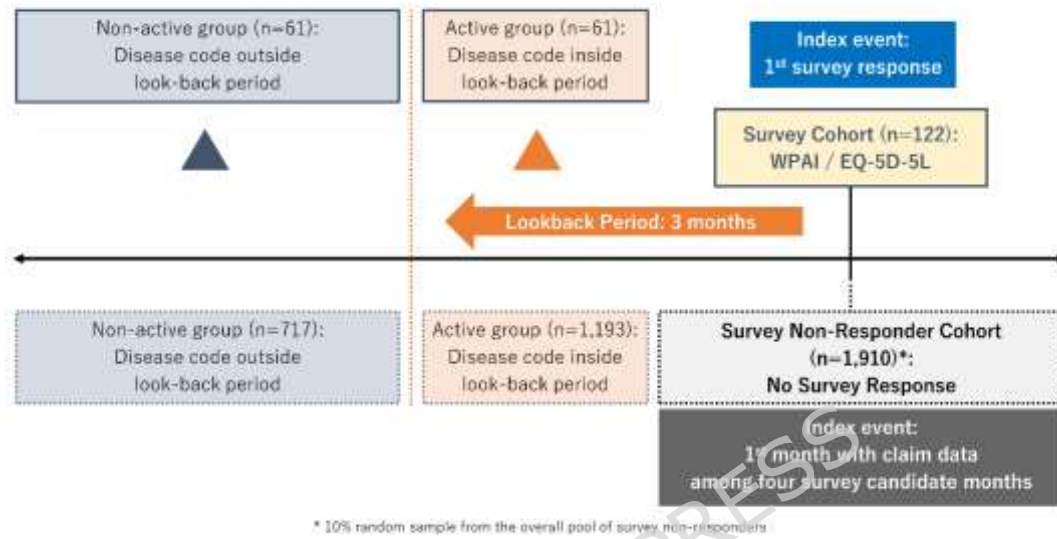 Non-active group (n=61):
Disease code outside
look-back period
Active group (n=61):
Disease code inside
look-back period
Index event:
1st survey response
Survey Cohort (n=122):
WPAI / EQ-5D-5L
Lookback Period: 3 months
Non-active group (n=717):
Disease code outside
look-back period
Active group (n=1,193):
Disease code inside
look-back period
Survey Non-Responder Cohort
(n=1,910)*:
No Survey Response
Index event:
1st month with claim data
among four survey candidate months
* 10% random sample from the overall pool of survey non-responders